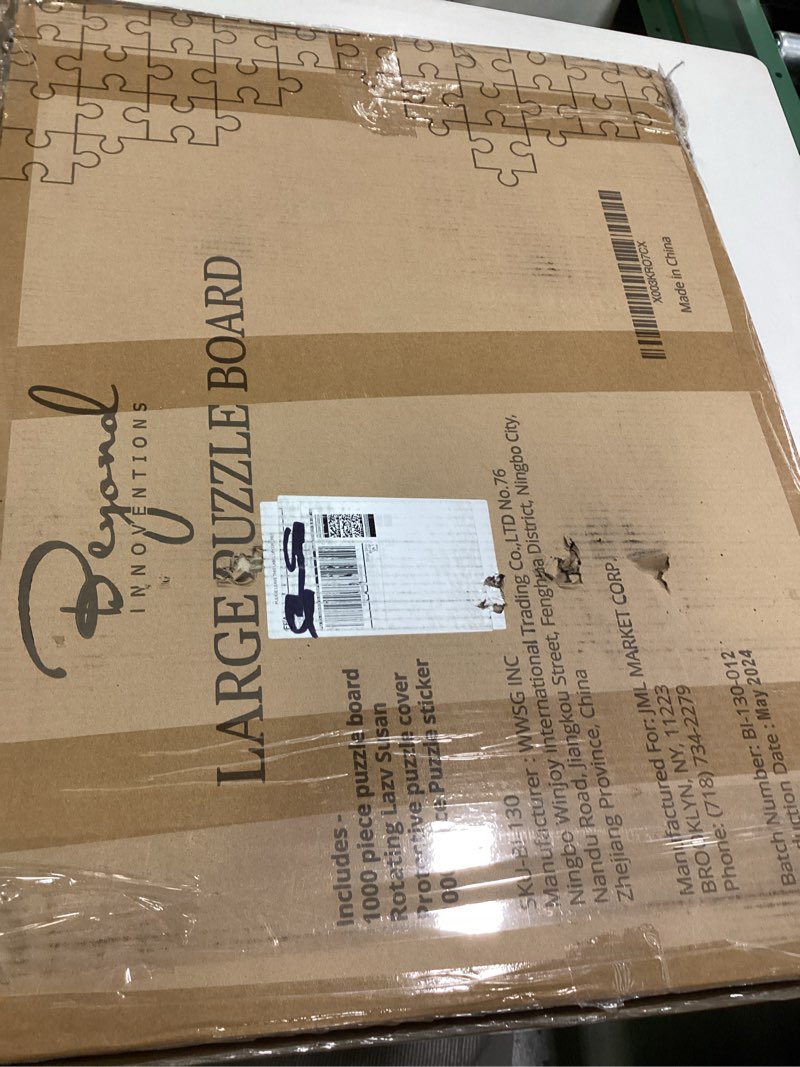 Beyond
INNOVENTIONS
LARGE PUZZLE BOARD
Includes -
1000 piece puzzle board
Rotating Lazy Susan
Protective puzzle cover
Puzzle sticker
SKU-BI-130
Manufacturer : WWSG INC
Ningbo Winjoy International Trading Co.,LTD No.76
Nandu Road, Jiangkou Street, Fenghua District, Ningbo City,
Zhejiang Province, China
Manufactured For: JML MARKET CORP.
BROOKLYN, NY, 11223
Phone: (718) 734-2279
Batch Number: BI-130-012
duction Date : May 2024
X003KRO7CX
Made in China